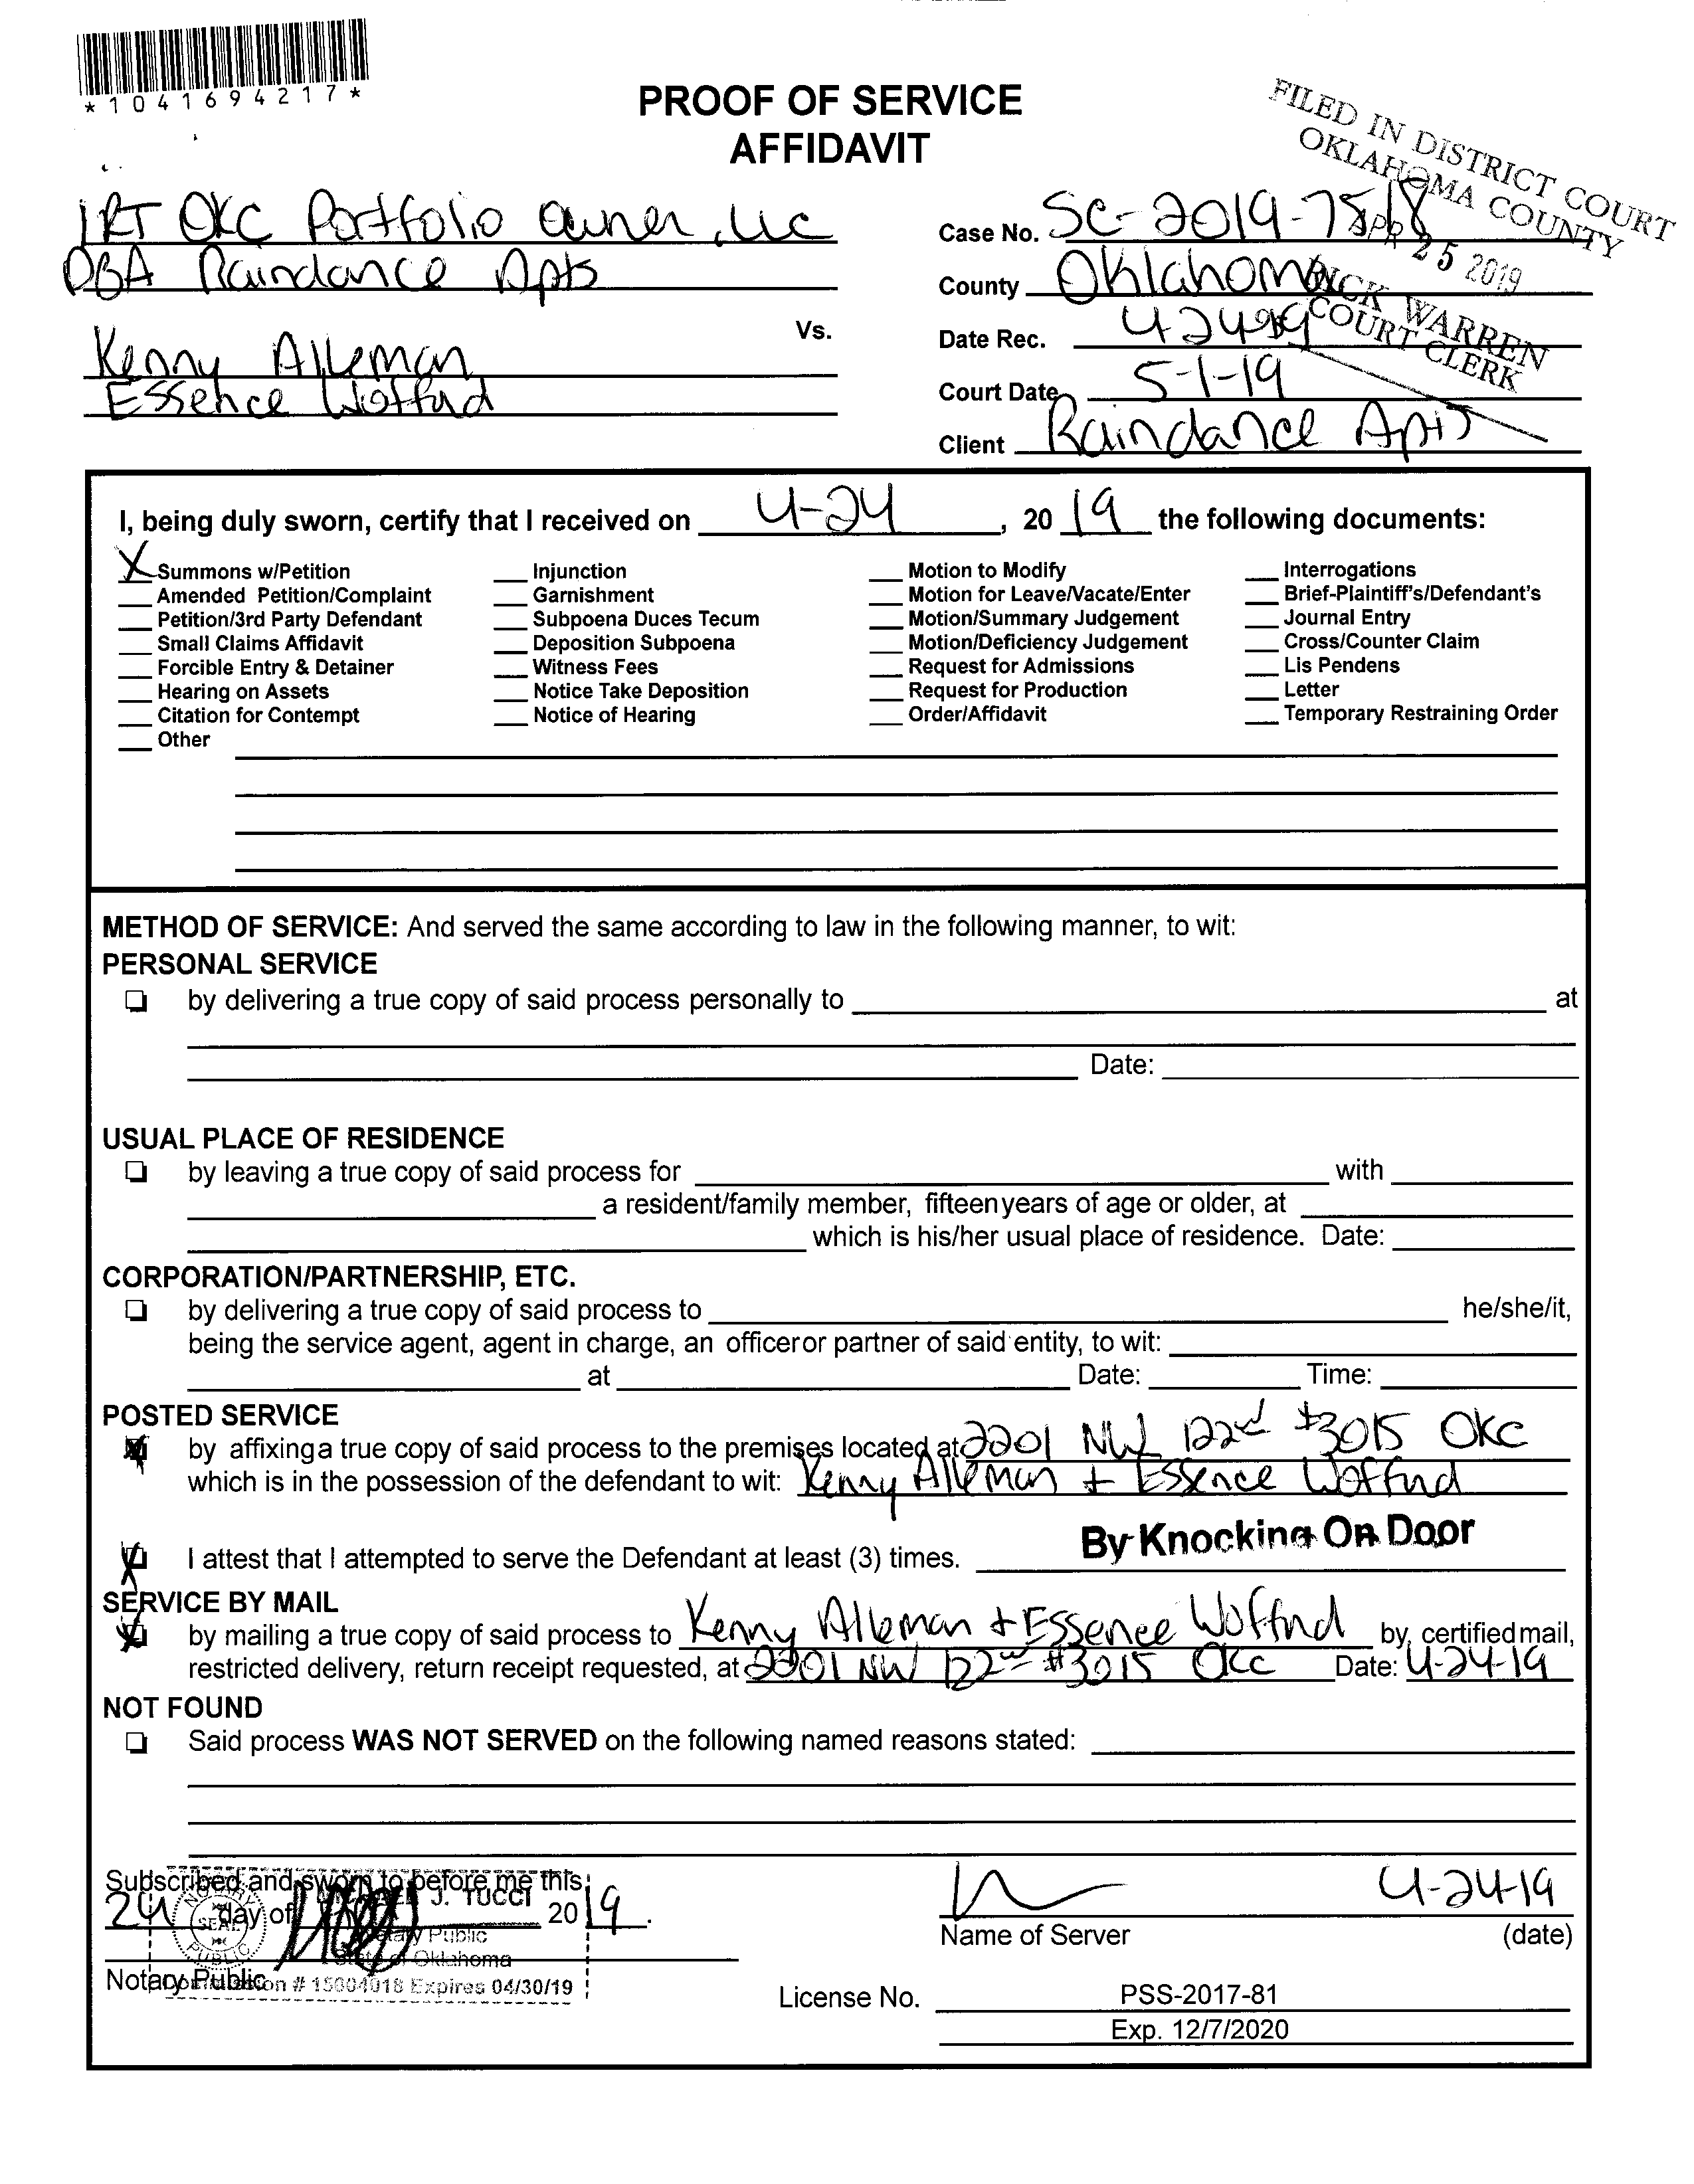 *1041694217*
PROOF OF SERVICE
AFFIDAVIT
FILED IN DISTRICT COURT
OKLAHOMA COUNTY
APR 25 2019
RICK WARREN
COURT CLERK
IRT OKC Portfolio Owner, LLC
DBA Raindance Apts
Vs.
Kenny Alleman
Essence Wofford
Case No. SC-2019-7518
County Oklahoma
Date Rec. 4-24-19
Court Date 5-1-19
Client Raindance Apts
I, being duly sworn, certify that I received on 4-24, 20 19 the following documents:
X Summons w/Petition ___ Injunction ___ Motion to Modify ___ Interrogations
___ Amended Petition/Complaint ___ Garnishment ___ Motion for Leave/Vacate/Enter ___ Brief-Plaintiff's/Defendant's
___ Petition/3rd Party Defendant ___ Subpoena Duces Tecum ___ Motion/Summary Judgement ___ Journal Entry
___ Small Claims Affidavit ___ Deposition Subpoena ___ Motion/Deficiency Judgement ___ Cross/Counter Claim
___ Forcible Entry & Detainer ___ Witness Fees ___ Request for Admissions ___ Lis Pendens
___ Hearing on Assets ___ Notice Take Deposition ___ Request for Production ___ Letter
___ Citation for Contempt ___ Notice of Hearing ___ Order/Affidavit ___ Temporary Restraining Order
___ Other
METHOD OF SERVICE: And served the same according to law in the following manner, to wit:
PERSONAL SERVICE
❑ by delivering a true copy of said process personally to ___ at
Date: ___
USUAL PLACE OF RESIDENCE
❑ by leaving a true copy of said process for ___ with ___
___ a resident/family member, fifteen years of age or older, at ___
___ which is his/her usual place of residence. Date: ___
CORPORATION/PARTNERSHIP, ETC.
❑ by delivering a true copy of said process to ___ he/she/it,
being the service agent, agent in charge, an officer or partner of said entity, to wit: ___
___ at ___ Date: ___ Time: ___
POSTED SERVICE
X by affixing a true copy of said process to the premises located at 2201 NW 122nd #3015 OKC
which is in the possession of the defendant to wit: Kenny Alleman + Essence Wofford
X I attest that I attempted to serve the Defendant at least (3) times. By Knocking On Door
SERVICE BY MAIL
X by mailing a true copy of said process to Kenny Alleman + Essence Wofford by, certified mail,
restricted delivery, return receipt requested, at 2201 NW 122nd #3015 OKC Date: 4-24-19
NOT FOUND
❑ Said process WAS NOT SERVED on the following named reasons stated: ___
Subscribed and sworn to before me this
24 day of 20 19.
J. TUCCI
NOTARY PUBLIC SEAL
Notary Public
State of Oklahoma
Notary Public
Commission # 15004018 Expires 04/30/19
4-24-19
Name of Server (date)
License No. PSS-2017-81
Exp. 12/7/2020